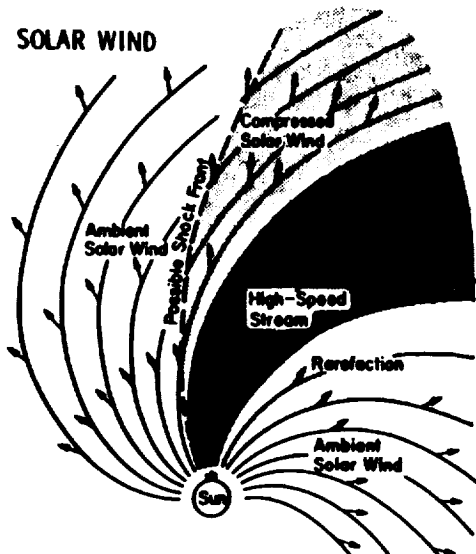 SOLAR WIND
Compressed
Solar Wind
Possible Shock Front
Ambient
Solar Wind
High-Speed
Stream
Rarefaction
Ambient
Solar Wind
Sun